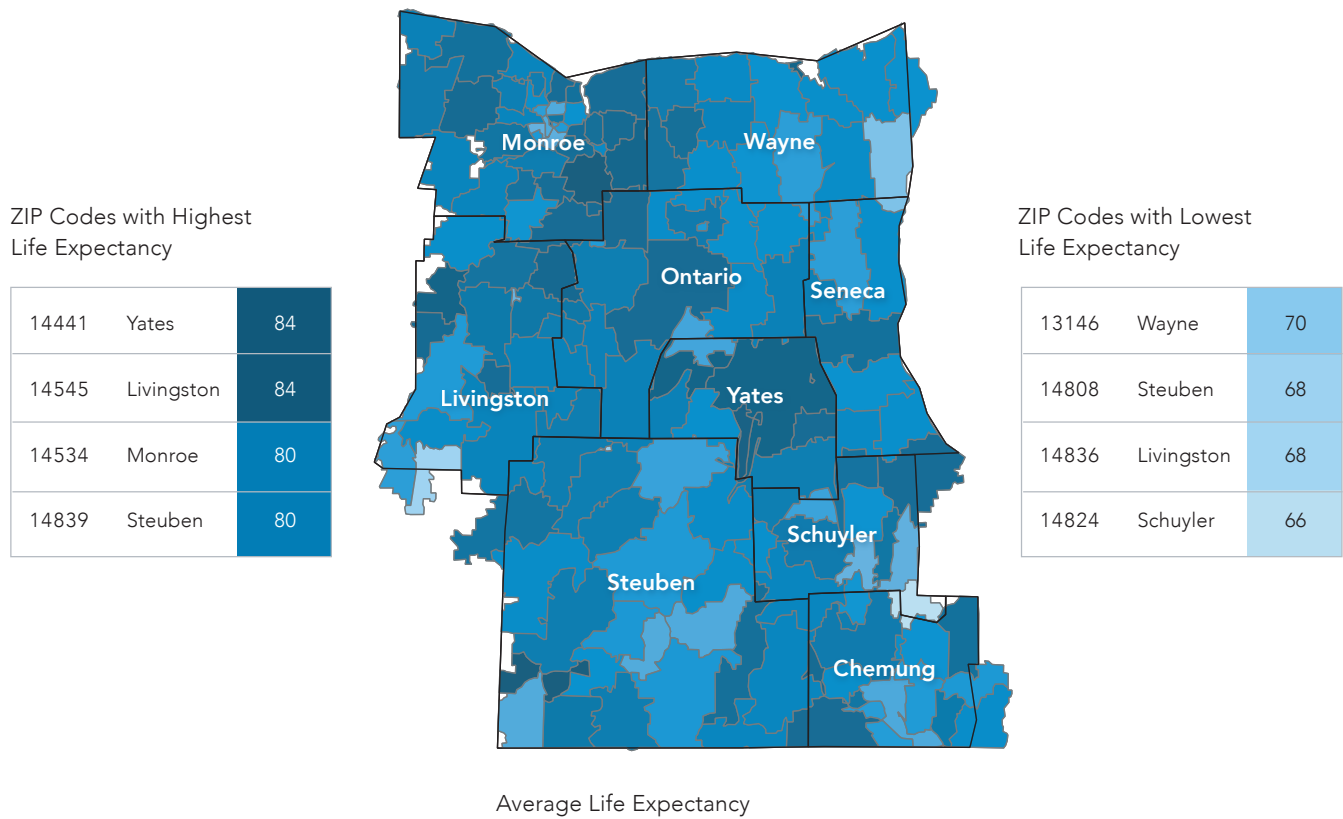 Monroe
Wayne
ZIP Codes with Highest
Life Expectancy
14441 Yates 84
14545 Livingston 84
14534 Monroe 80
14839 Steuben 80
Ontario
Seneca
Livingston
Yates
Schuyler
Steuben
Chemung
ZIP Codes with Lowest
Life Expectancy
13146 Wayne 70
14808 Steuben 68
14836 Livingston 68
14824 Schuyler 66
Average Life Expectancy